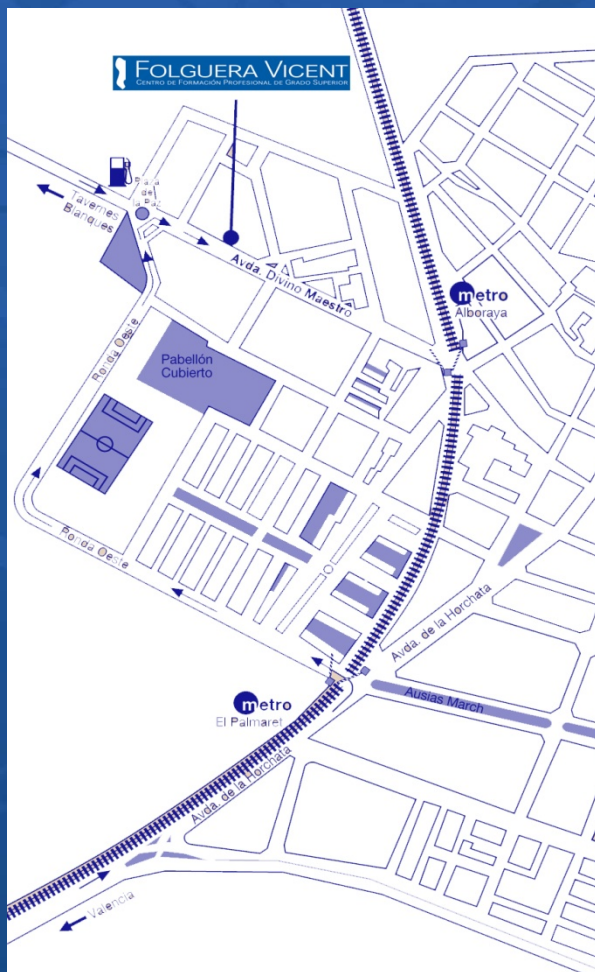 FOLGUERA VICENT
CENTRO DE FORMACIÓN PROFESIONAL DE GRADO SUPERIOR
Plaza
de
la Paz
Tavernes
Blanques
Avda. Divino Maestro
metro
Alboraya
Ronda Oeste
Pabellón
Cubierto
Ronda Oeste
Avda. de la Horchata
Ausias March
metro
El Palmaret
Avda. de la Horchata
Valencia